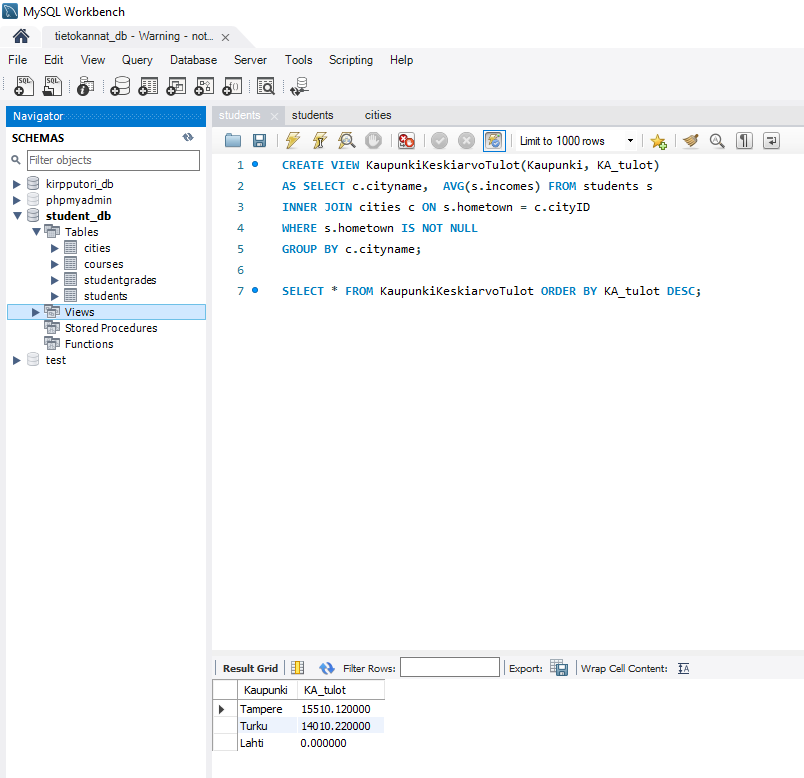 MySQL Workbench
tietokannat_db - Warning - not...
File Edit View Query Database Server Tools Scripting Help
Navigator
SCHEMAS
Filter objects
kirpputori_db
phpmyadmin
student_db
Tables
cities
courses
studentgrades
students
Views
Stored Procedures
Functions
test
students students cities
Limit to 1000 rows
1 CREATE VIEW KaupunkiKeskiarvoTulot(Kaupunki, KA_tulot)
2 AS SELECT c.cityname,  AVG(s.incomes) FROM students s
3 INNER JOIN cities c ON s.hometown = c.cityID
4 WHERE s.hometown IS NOT NULL
5 GROUP BY c.cityname;
6
7 SELECT * FROM KaupunkiKeskiarvoTulot ORDER BY KA_tulot DESC;
Result Grid Filter Rows: Export: Wrap Cell Content:
Kaupunki KA_tulot
Tampere 15510.120000
Turku 14010.220000
Lahti 0.000000